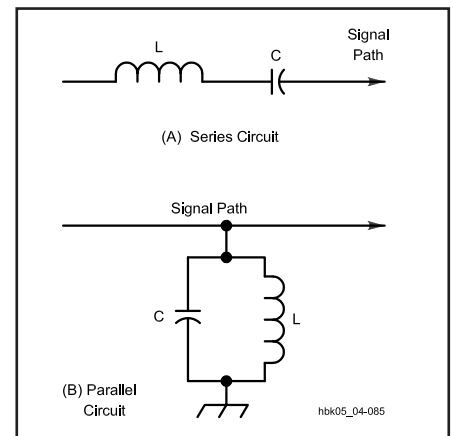 L
C
Signal
Path
(A) Series Circuit
Signal Path
C
L
(B) Parallel
Circuit
hbk05_04-085